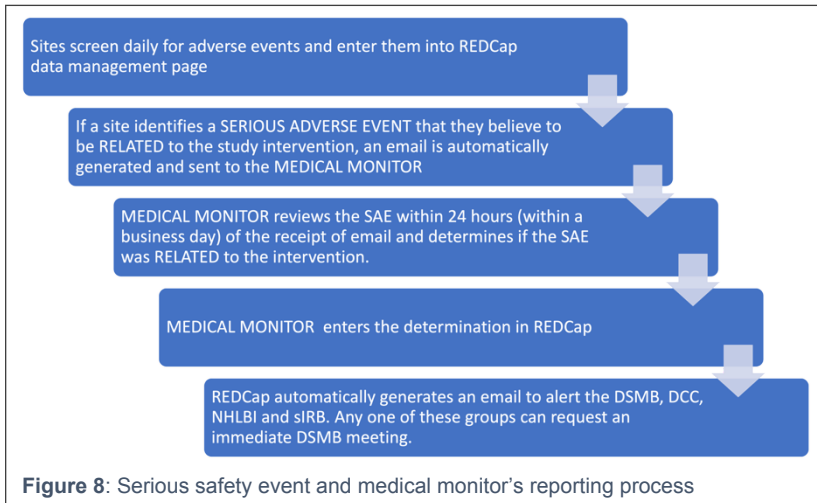 Sites screen daily for adverse events and enter them into REDCap
data management page
If a site identifies a SERIOUS ADVERSE EVENT that they believe to
be RELATED to the study intervention, an email is automatically
generated and sent to the MEDICAL MONITOR
MEDICAL MONITOR reviews the SAE within 24 hours (within a
business day) of the receipt of email and determines if the SAE
was RELATED to the intervention.
MEDICAL MONITOR enters the determination in REDCap
REDCap automatically generates an email to alert the DSMB, DCC,
NHLBI and sIRB. Any one of these groups can request an
immediate DSMB meeting.
Figure 8: Serious safety event and medical monitor's reporting process